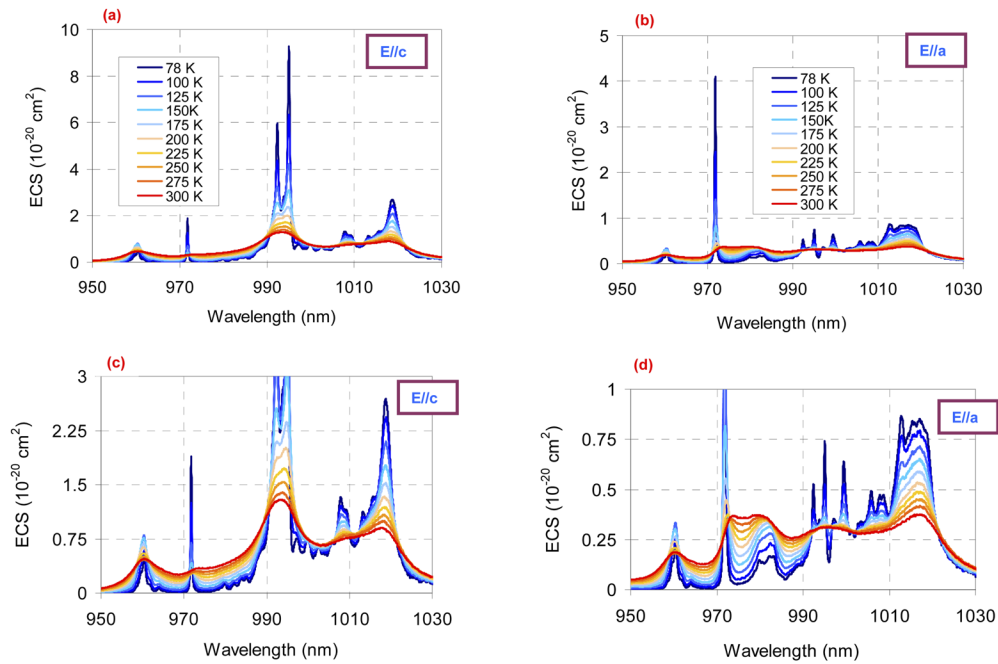 (a)
E//c
10
8
6
4
2
0
ECS (10⁻²⁰ cm²)
78 K
100 K
125 K
150K
175 K
200 K
225 K
250 K
275 K
300 K
950 970 990 1010 1030
Wavelength (nm)
(b)
E//a
5
4
3
2
1
0
ECS (10⁻²⁰ cm²)
78 K
100 K
125 K
150K
175 K
200 K
225 K
250 K
275 K
300 K
950 970 990 1010 1030
Wavelength (nm)
(c)
E//c
3
2.25
1.5
0.75
0
ECS (10⁻²⁰ cm²)
950 970 990 1010 1030
Wavelength (nm)
(d)
E//a
1
0.75
0.5
0.25
0
ECS (10⁻²⁰ cm²)
950 970 990 1010 1030
Wavelength (nm)